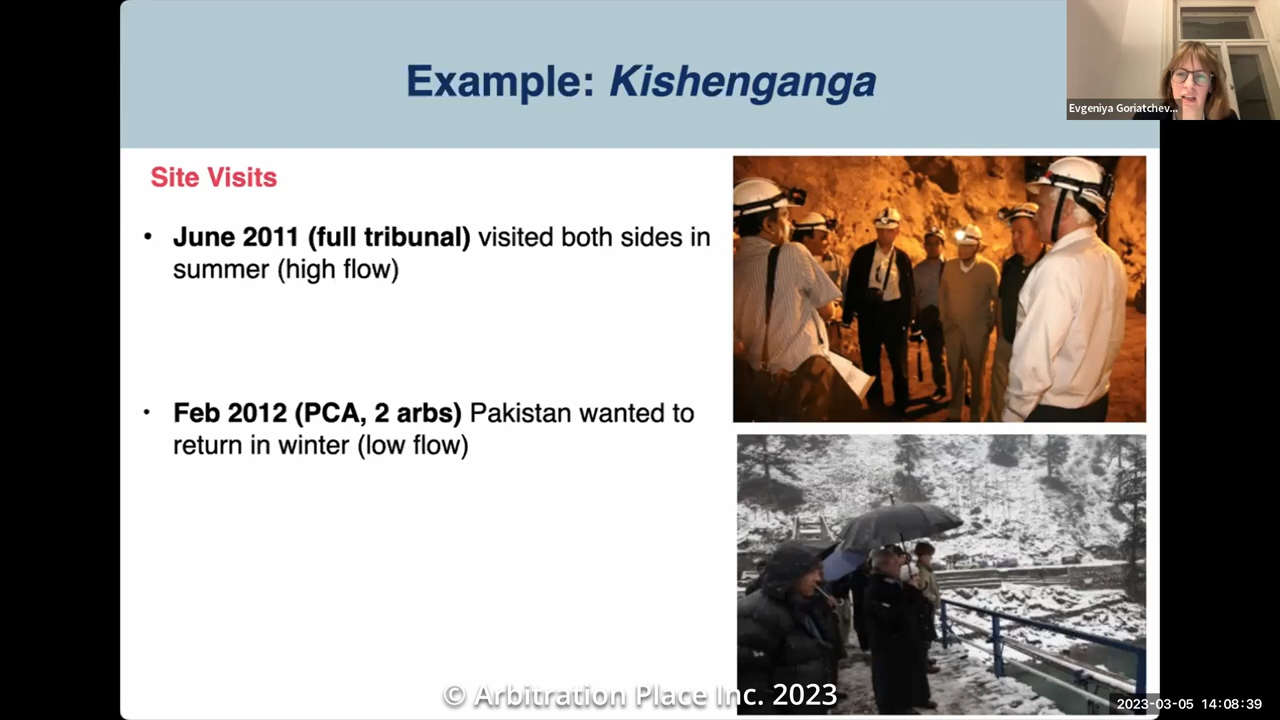 Example: Kishenganga
Evgeniya Goriatchev...
Site Visits
• June 2011 (full tribunal) visited both sides in
summer (high flow)
• Feb 2012 (PCA, 2 arbs) Pakistan wanted to
return in winter (low flow)
© Arbitration Place Inc. 2023
2023-03-05 14:08:39